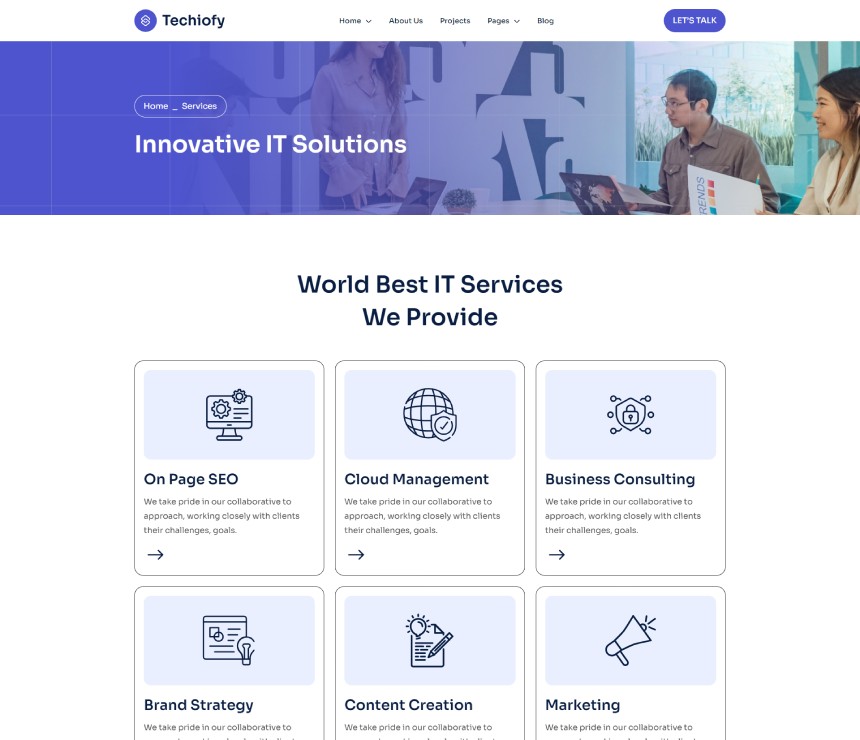 Techiofy
Home About Us Projects Pages Blog
LET'S TALK
Home _ Services
Innovative IT Solutions
TRENDS
World Best IT Services
We Provide
On Page SEO
We take pride in our collaborative to
approach, working closely with clients
their challenges, goals.
Cloud Management
We take pride in our collaborative to
approach, working closely with clients
their challenges, goals.
Business Consulting
We take pride in our collaborative to
approach, working closely with clients
their challenges, goals.
Brand Strategy
We take pride in our collaborative to
Content Creation
We take pride in our collaborative to
Marketing
We take pride in our collaborative to